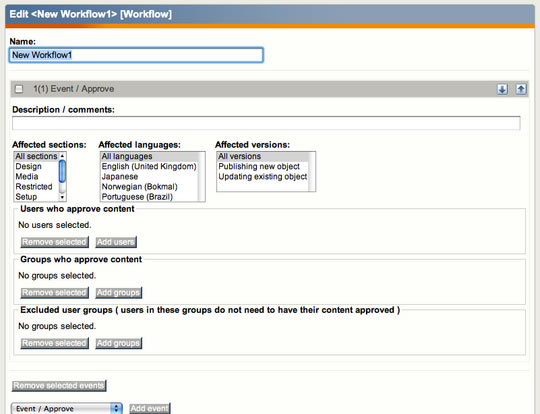 Edit <New Workflow1> [Workflow]
Name:
New Workflow1
1(1) Event / Approve
Description / comments:
Affected sections: Affected languages: Affected versions:
All sections All languages All versions
Design English (United Kingdom) Publishing new object
Media Japanese Updating existing object
Restricted Norwegian (Bokmal)
Setup Portuguese (Brazil)
Users who approve content
No users selected.
Remove selected Add users
Groups who approve content
No groups selected.
Remove selected Add groups
Excluded user groups ( users in these groups do not need to have their content approved )
No groups selected.
Remove selected Add groups
Remove selected events
Event / Approve Add event